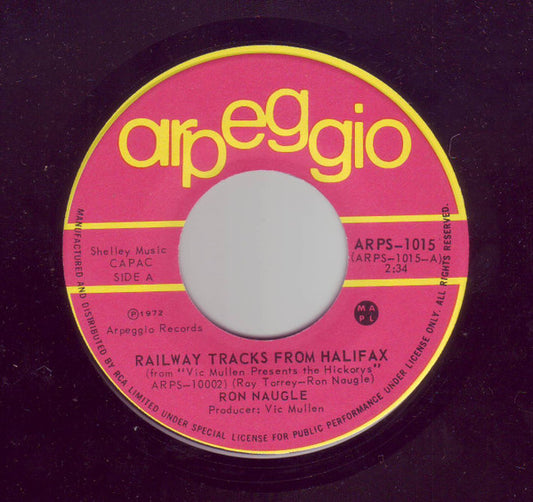 arpeggio
Shelley Music
CAPAC
SIDE A
ARPS-1015
(ARPS-1015-A)
2:34
Ⓟ1972
Arpeggio Records
M A
P L
RAILWAY TRACKS FROM HALIFAX
(from "Vic Mullen Presents the Hickorys"
ARPS-10002) (Ray Torrey-Ron Naugle)
RON NAUGLE
Producer: Vic Mullen
MANUFACTURED AND DISTRIBUTED BY RCA LIMITED UNDER SPECIAL LICENSE FOR PUBLIC PERFORMANCE UNDER LICENSE ONLY. ALL RIGHTS RESERVED.